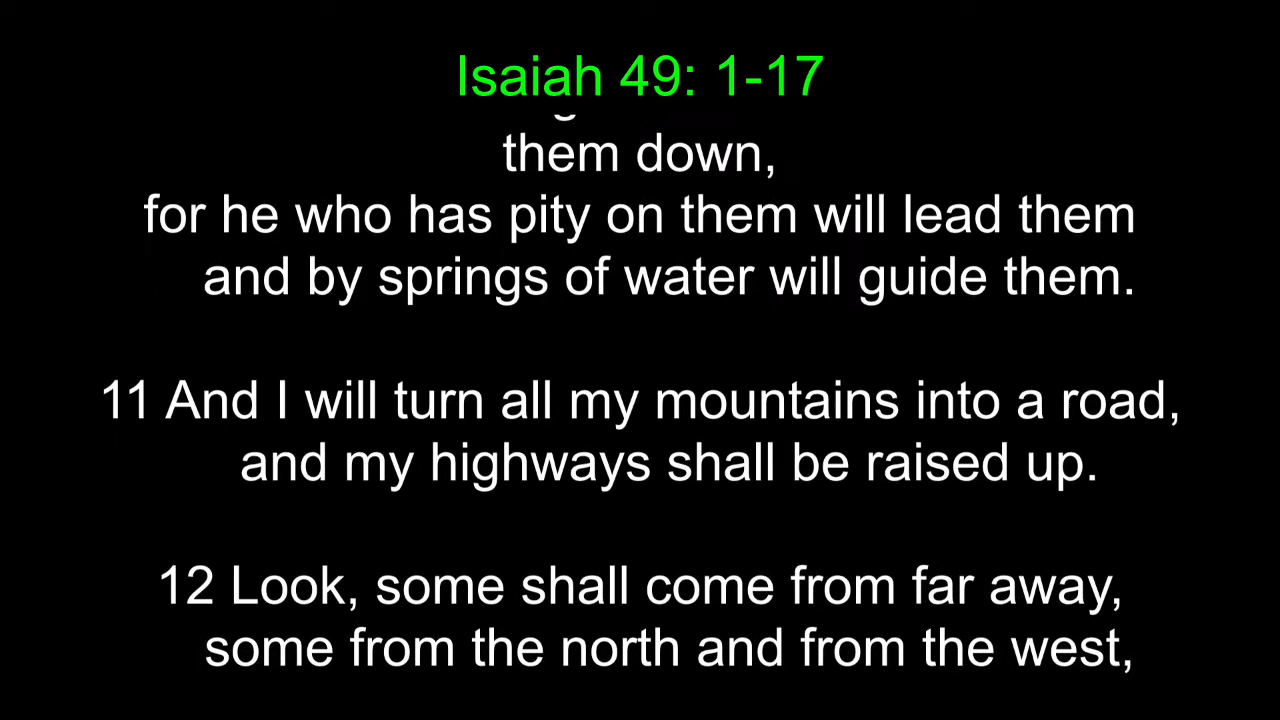 Isaiah 49: 1-17
them down,
for he who has pity on them will lead them
and by springs of water will guide them.
11 And I will turn all my mountains into a road,
and my highways shall be raised up.
12 Look, some shall come from far away,
some from the north and from the west,